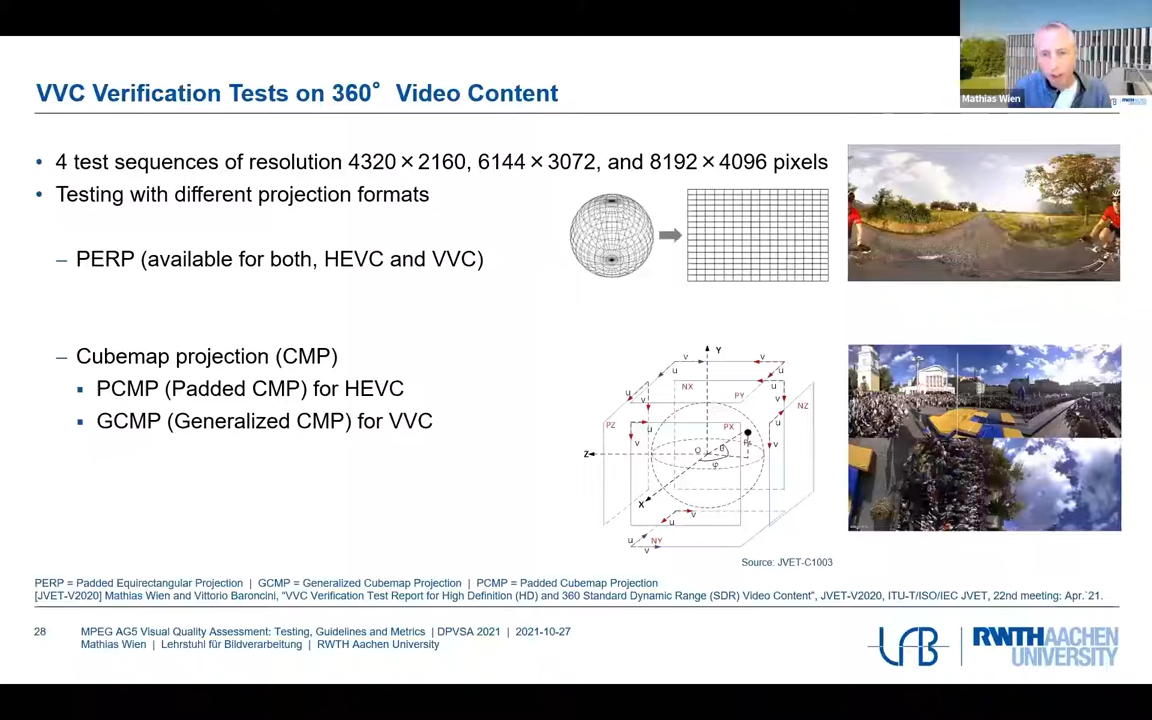 VVC Verification Tests on 360° Video Content
Mathias Wien
• 4 test sequences of resolution 4320×2160, 6144×3072, and 8192×4096 pixels
• Testing with different projection formats
– PERP (available for both, HEVC and VVC)
– Cubemap projection (CMP)
▪ PCMP (Padded CMP) for HEVC
▪ GCMP (Generalized CMP) for VVC
Y
v v
u u
NX
PY
u u
v v
NZ
PZ
PX
u
u
v
v
O
θ
φ
Z
X
v
u
u
NY
v
Source: JVET-C1003
PERP = Padded Equirectangular Projection | GCMP = Generalized Cubemap Projection | PCMP = Padded Cubemap Projection
[JVET-V2020] Mathias Wien and Vittorio Baroncini, "VVC Verification Test Report for High Definition (HD) and 360 Standard Dynamic Range (SDR) Video Content", JVET-V2020, ITU-T/ISO/IEC JVET, 22nd meeting: Apr.`21.
28
MPEG AG5 Visual Quality Assessment: Testing, Guidelines and Metrics | DPVSA 2021 | 2021-10-27
Mathias Wien | Lehrstuhl für Bildverarbeitung | RWTH Aachen University
LfB
RWTHAACHEN
UNIVERSITY